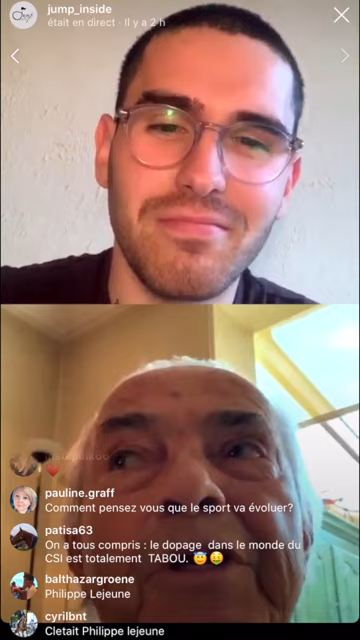 jump_inside
était en direct · Il y a 2 h
❤️
pauline.graff
Comment pensez vous que le sport va évoluer?
patisa63
On a tous compris : le dopage dans le monde du
CSI est totalement TABOU. 😇🤑
balthazargroene
Philippe Lejeune
cyrilbnt
Cletait Philippe lejeune